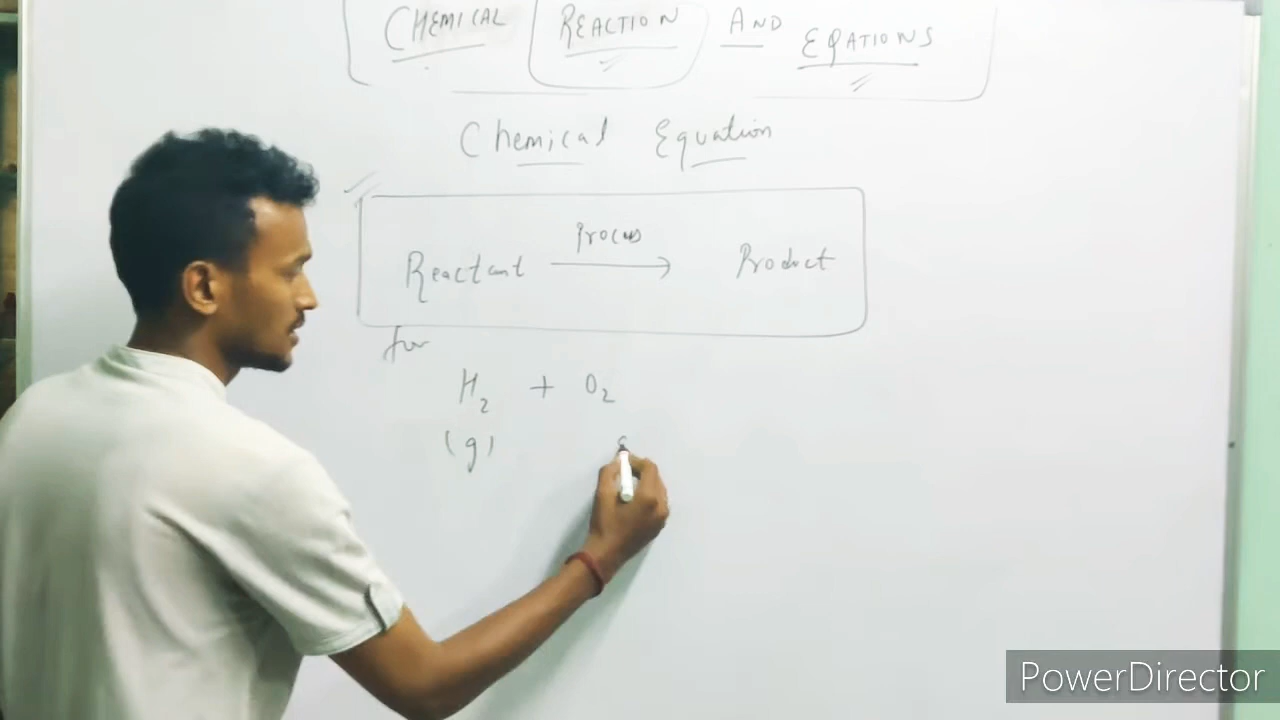 CHEMICAL REACTION AND EQATIONS
Chemical Equation
Process
Reactant → Product
for
H₂ + O₂
(g)
PowerDirector